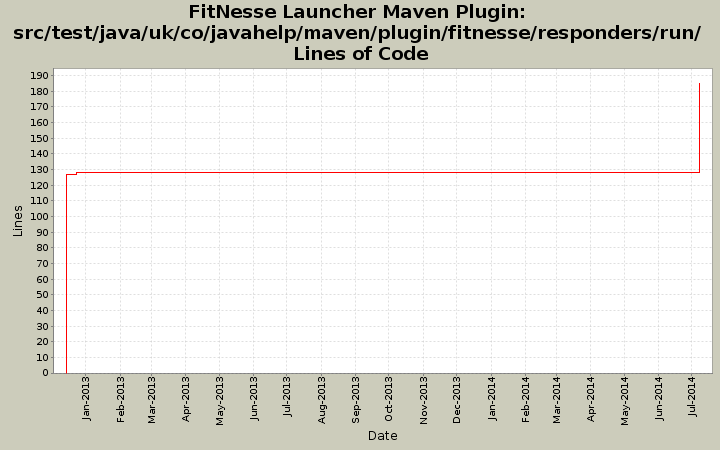 FitNesse Launcher Maven Plugin:
src/test/java/uk/co/javahelp/maven/plugin/fitnesse/responders/run/
Lines of Code
190
180
170
160
150
140
130
120
110
100
90
80
70
60
50
40
30
20
10
0
Lines
Jan-2013
Feb-2013
Mar-2013
Apr-2013
May-2013
Jun-2013
Jul-2013
Aug-2013
Sep-2013
Oct-2013
Nov-2013
Dec-2013
Jan-2014
Feb-2014
Mar-2014
Apr-2014
May-2014
Jun-2014
Jul-2014
Date